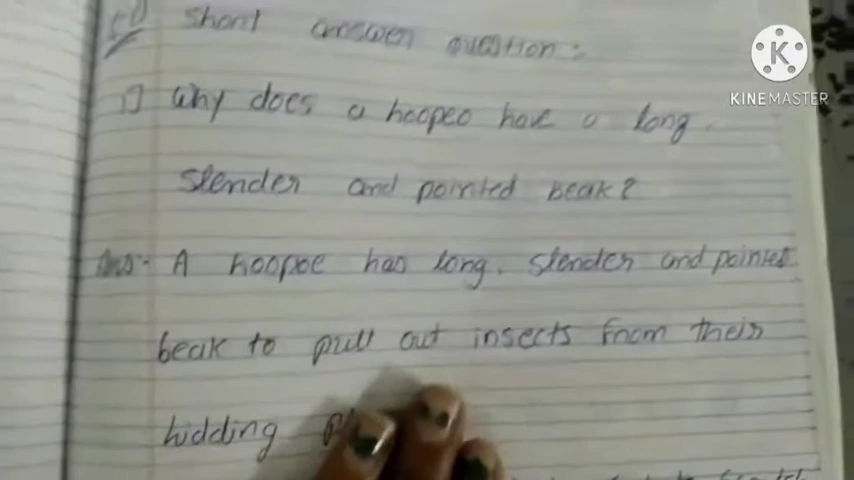 Short answer question :-
1) Why does a hoopeo have a long,
slender and pointed beak?
Ans:- A hoopoe has long, slender and pointed
beak to pull out insects from their
hidding
K
KINEMASTER